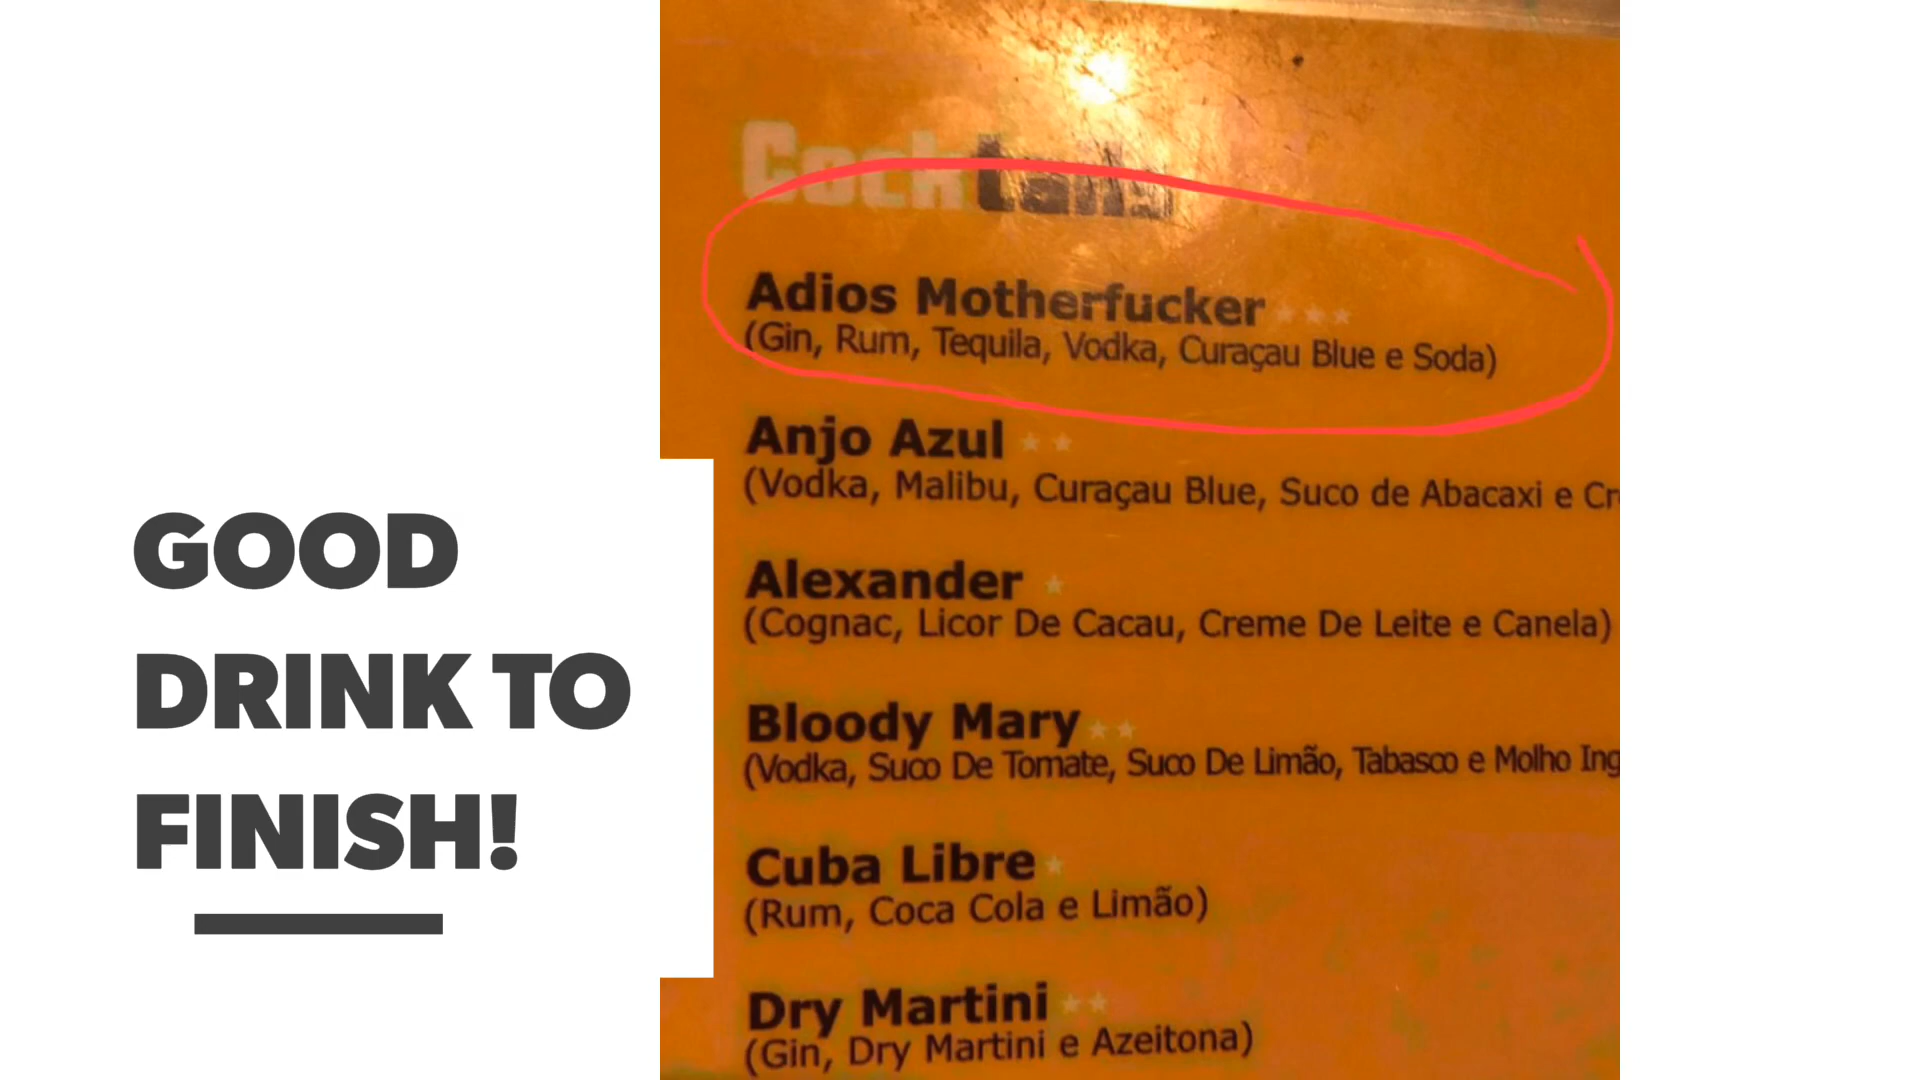 GOOD
DRINK TO
FINISH!
Cocktails
Adios Motherfucker ★★★
(Gin, Rum, Tequila, Vodka, Curaçau Blue e Soda)
Anjo Azul ★★
(Vodka, Malibu, Curaçau Blue, Suco de Abacaxi e Cr
Alexander ★
(Cognac, Licor De Cacau, Creme De Leite e Canela)
Bloody Mary ★★
(Vodka, Suco De Tomate, Suco De Limão, Tabasco e Molho Ing
Cuba Libre ★
(Rum, Coca Cola e Limão)
Dry Martini ★★
(Gin, Dry Martini e Azeitona)